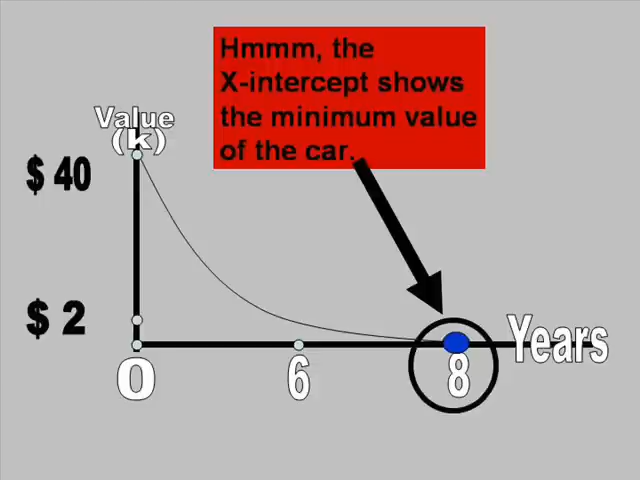 Hmmm, the
X-intercept shows
the minimum value
of the car.
Value
(k)
$ 40
$ 2
Years
0
6
8